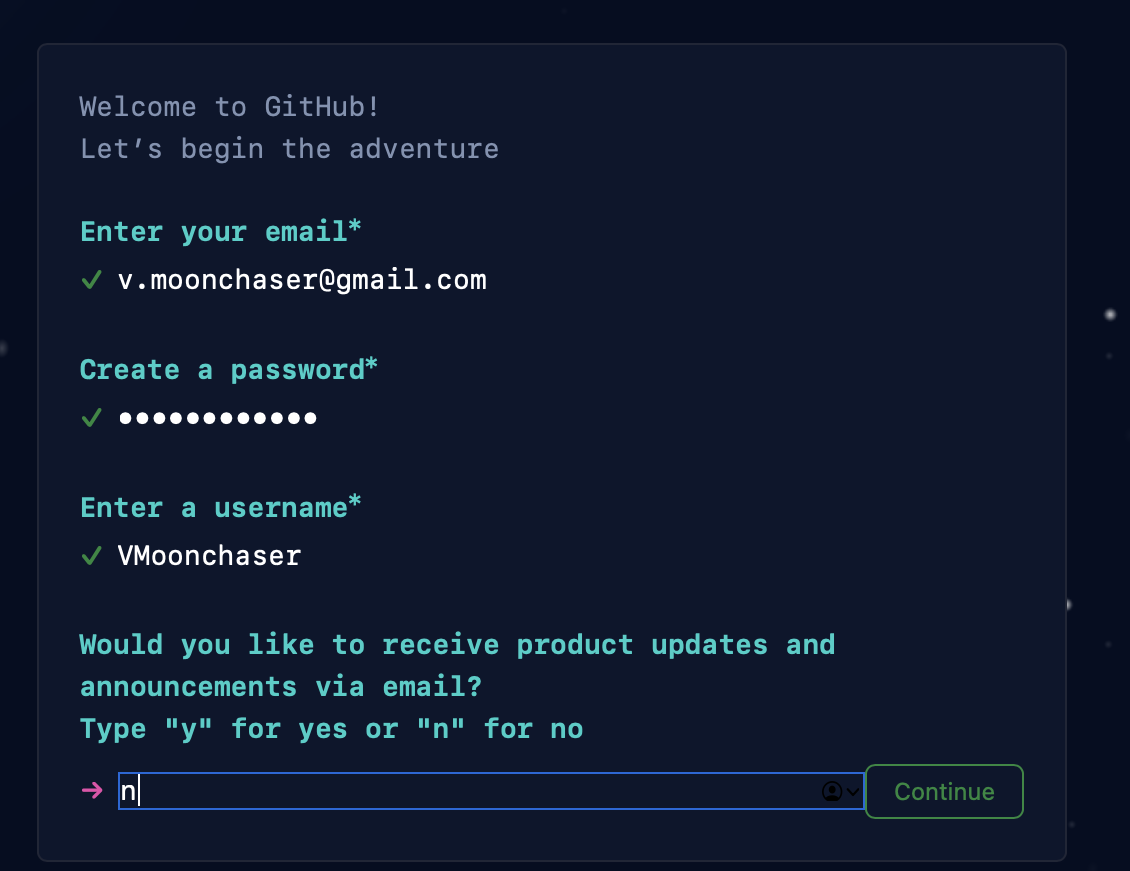 Welcome to GitHub!
Let’s begin the adventure
Enter your email*
✓ v.moonchaser@gmail.com
Create a password*
✓ ●●●●●●●●●●●●
Enter a username*
✓ VMoonchaser
Would you like to receive product updates and
announcements via email?
Type "y" for yes or "n" for no
→ n Continue